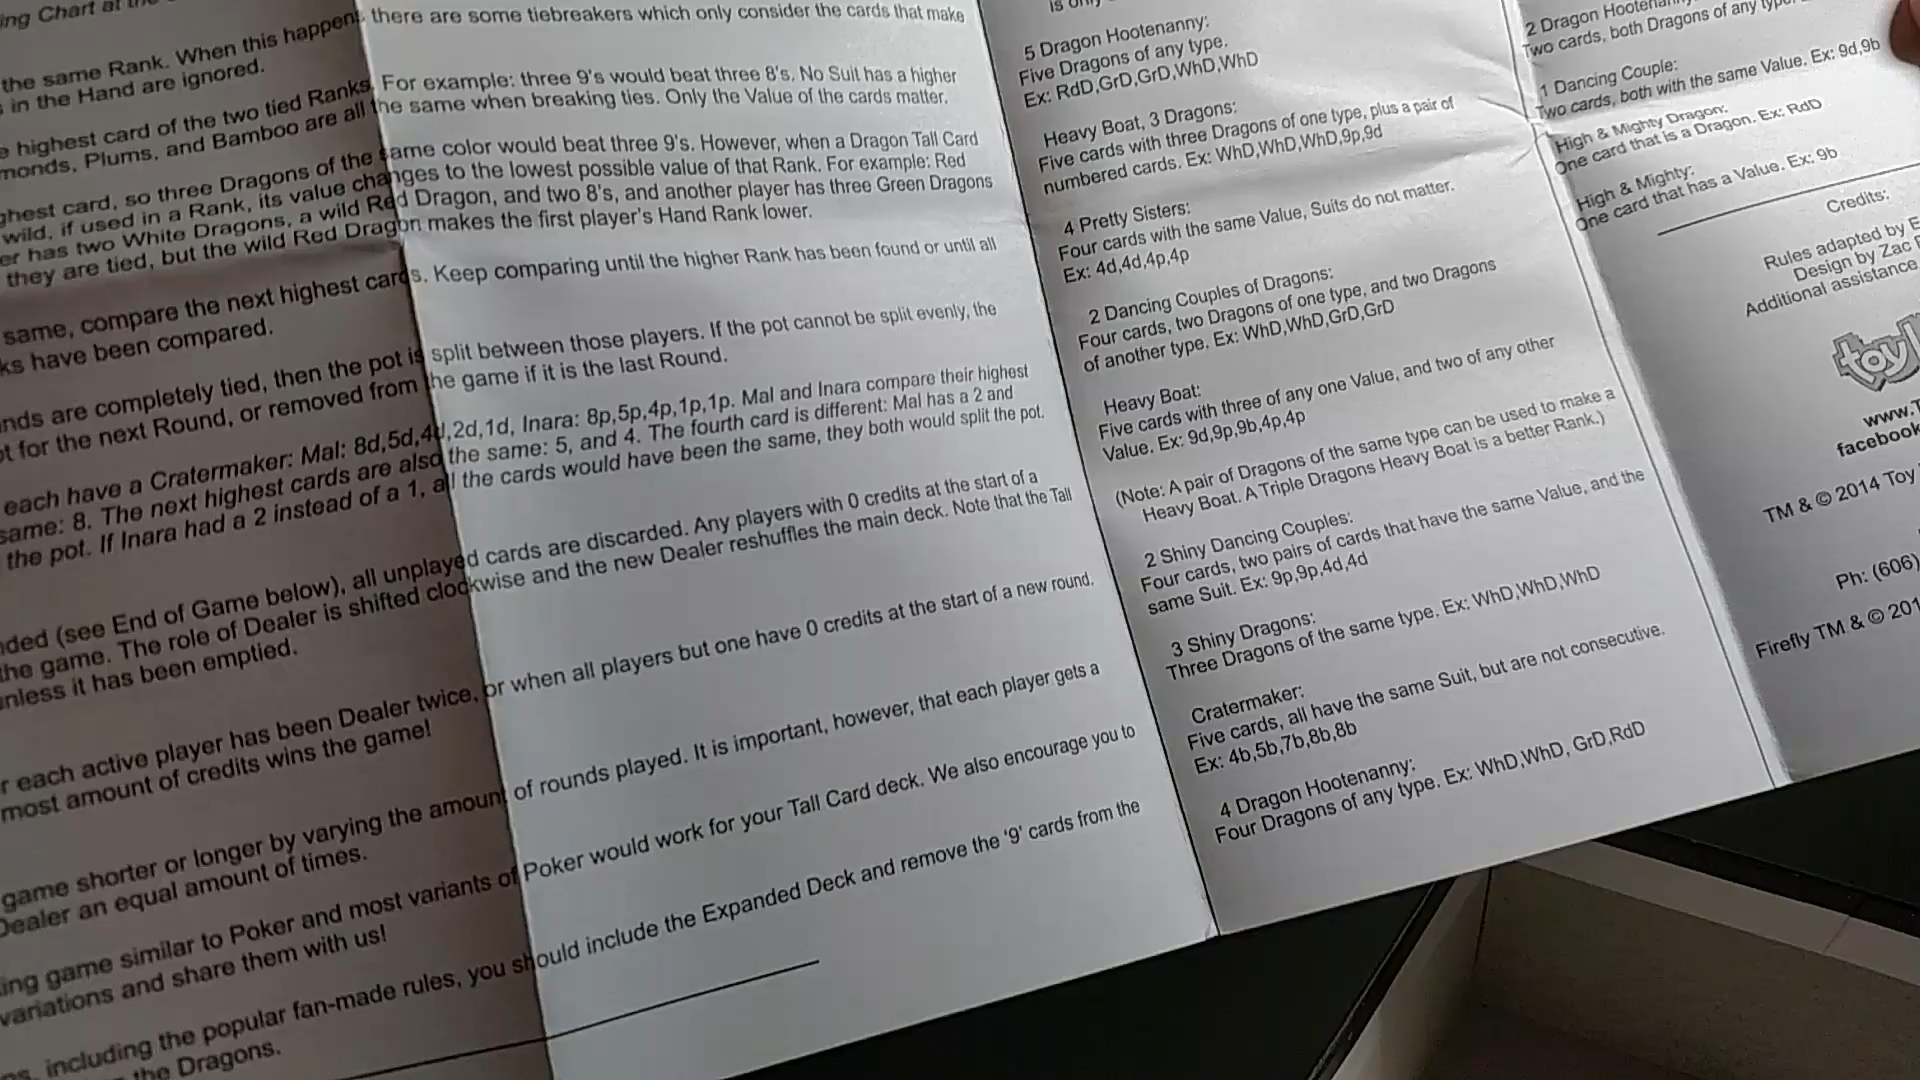 ing Chart at the
the same Rank. When this happens there are some tiebreakers which only consider the cards that make
in the Hand are ignored.
highest card of the two tied Ranks. For example: three 9's would beat three 8's. No Suit has a higher
monds, Plums, and Bamboo are all the same when breaking ties. Only the Value of the cards matter.
ghest card, so three Dragons of the same color would beat three 9's. However, when a Dragon Tall Card
wild, if used in a Rank, its value changes to the lowest possible value of that Rank. For example: Red
er has two White Dragons, a wild Red Dragon, and two 8's, and another player has three Green Dragons
they are tied, but the wild Red Dragon makes the first player's Hand Rank lower.
same, compare the next highest cards. Keep comparing until the higher Rank has been found or until all
ks have been compared.
nds are completely tied, then the pot is split between those players. If the pot cannot be split evenly, the
ot for the next Round, or removed from the game if it is the last Round.
each have a Cratermaker: Mal: 8d,5d,4d,2d,1d, Inara: 8p,5p,4p,1p,1p. Mal and Inara compare their highest
same: 8. The next highest cards are also the same: 5, and 4. The fourth card is different: Mal has a 2 and
the pot. If Inara had a 2 instead of a 1, all the cards would have been the same, they both would split the pot.
nded (see End of Game below), all unplayed cards are discarded. Any players with 0 credits at the start of a
the game. The role of Dealer is shifted clockwise and the new Dealer reshuffles the main deck. Note that the Tall
unless it has been emptied.
r each active player has been Dealer twice, or when all players but one have 0 credits at the start of a new round.
most amount of credits wins the game!
game shorter or longer by varying the amount of rounds played. It is important, however, that each player gets a
Dealer an equal amount of times.
ing game similar to Poker and most variants of Poker would work for your Tall Card deck. We also encourage you to
variations and share them with us!
including the popular fan-made rules, you should include the Expanded Deck and remove the '9' cards from the
the Dragons.
5 Dragon Hootenanny:
Five Dragons of any type.
Ex: RdD,GrD,GrD,WhD,WhD
Heavy Boat, 3 Dragons:
Five cards with three Dragons of one type, plus a pair of
numbered cards. Ex: WhD,WhD,WhD,9p,9d
4 Pretty Sisters:
Four cards with the same Value, Suits do not matter.
Ex: 4d,4d,4p,4p
2 Dancing Couples of Dragons:
Four cards, two Dragons of one type, and two Dragons
of another type. Ex: WhD,WhD,GrD,GrD
Heavy Boat:
Five cards with three of any one Value, and two of any other
Value. Ex: 9d,9p,9b,4p,4p
(Note: A pair of Dragons of the same type can be used to make a
Heavy Boat. A Triple Dragons Heavy Boat is a better Rank.)
2 Shiny Dancing Couples:
Four cards, two pairs of cards that have the same Value, and the
same Suit. Ex: 9p,9p,4d,4d
3 Shiny Dragons:
Three Dragons of the same type. Ex: WhD,WhD,WhD
Cratermaker:
Five cards, all have the same Suit, but are not consecutive.
Ex: 4b,5b,7b,8b,8b
4 Dragon Hootenanny:
Four Dragons of any type. Ex: WhD,WhD, GrD,RdD
2 Dragon
Two cards, both Dragons of any
1 Dancing Couple:
Two cards, both with the same Value. Ex: 9d,9b
High & Mighty Dragon:
One card that is a Dragon. Ex: RdD
High & Mighty:
One card that has a Value. Ex: 9b
Credits:
Rules adapted by E
Design by Zac
Additional assistance
toy
www.T
facebook
TM & © 2014 Toy
Ph: (606)
Firefly TM & © 201